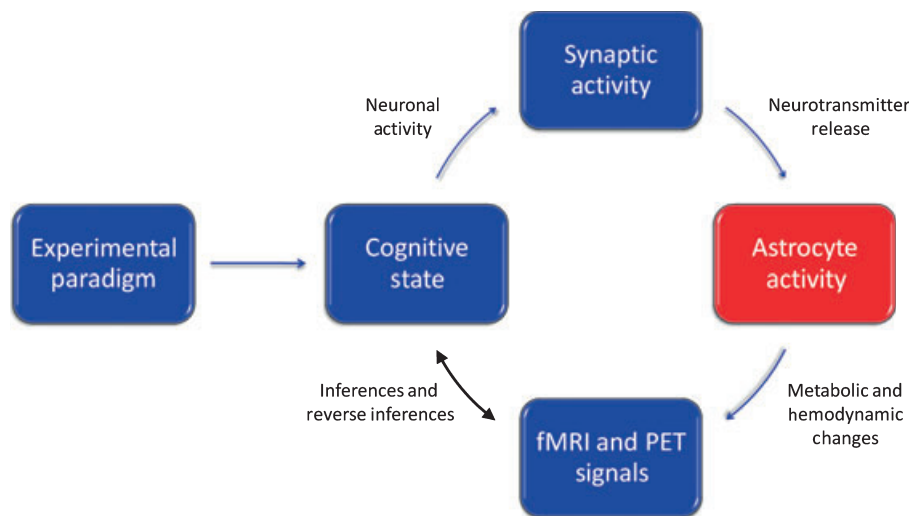 Synaptic
activity
Neuronal
activity
Neurotransmitter
release
Experimental
paradigm
Cognitive
state
Astrocyte
activity
Inferences and
reverse inferences
Metabolic and
hemodynamic
changes
fMRI and PET
signals